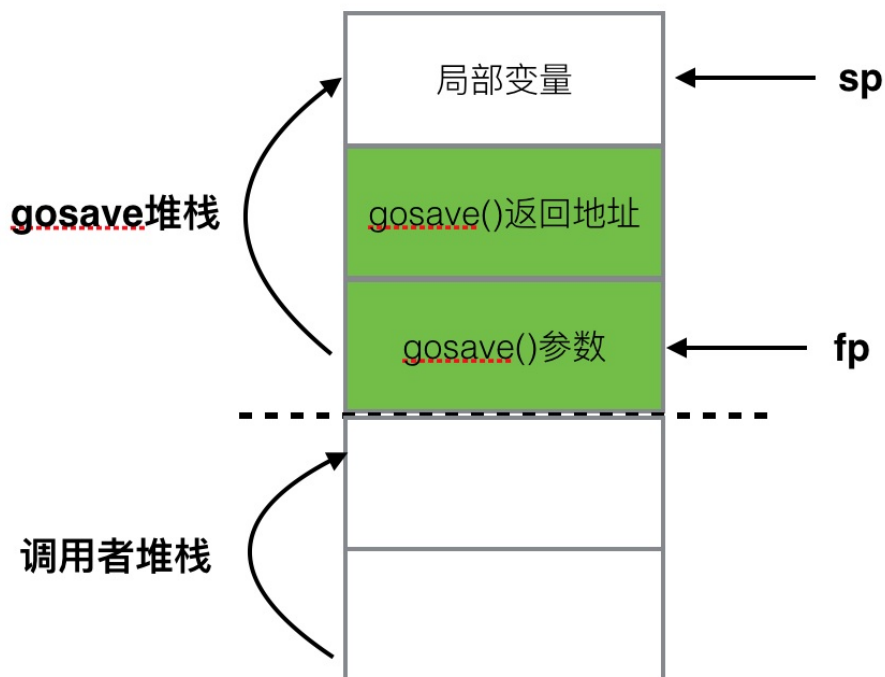 局部变量
sp
gosave堆栈
gosave()返回地址
gosave()参数
fp
调用者堆栈